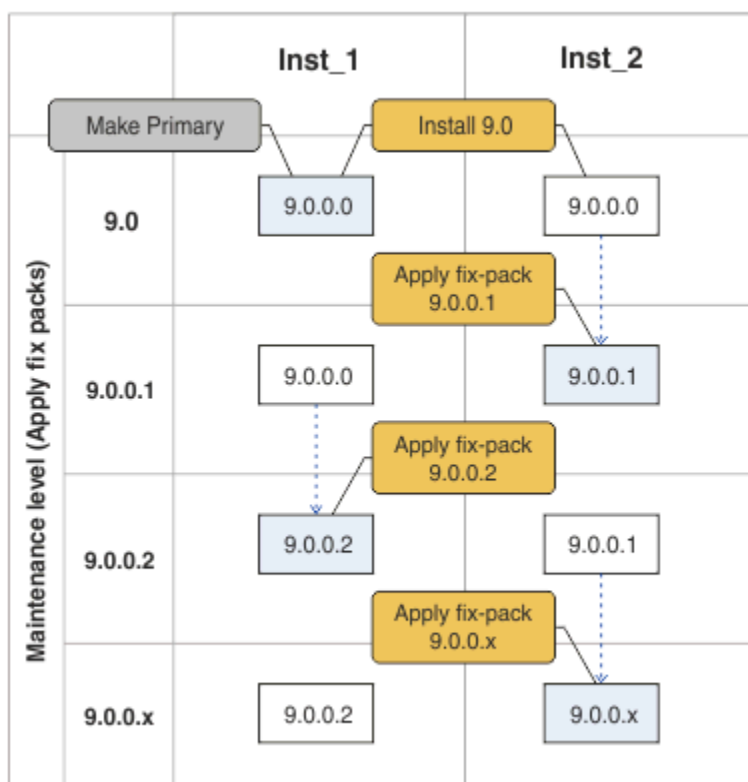 Inst_1
Inst_2
Make Primary
Install 9.0
Maintenance level (Apply fix packs)
9.0
9.0.0.0
9.0.0.0
Apply fix-pack
9.0.0.1
9.0.0.1
9.0.0.0
9.0.0.1
Apply fix-pack
9.0.0.2
9.0.0.2
9.0.0.2
9.0.0.1
Apply fix-pack
9.0.0.x
9.0.0.x
9.0.0.2
9.0.0.x